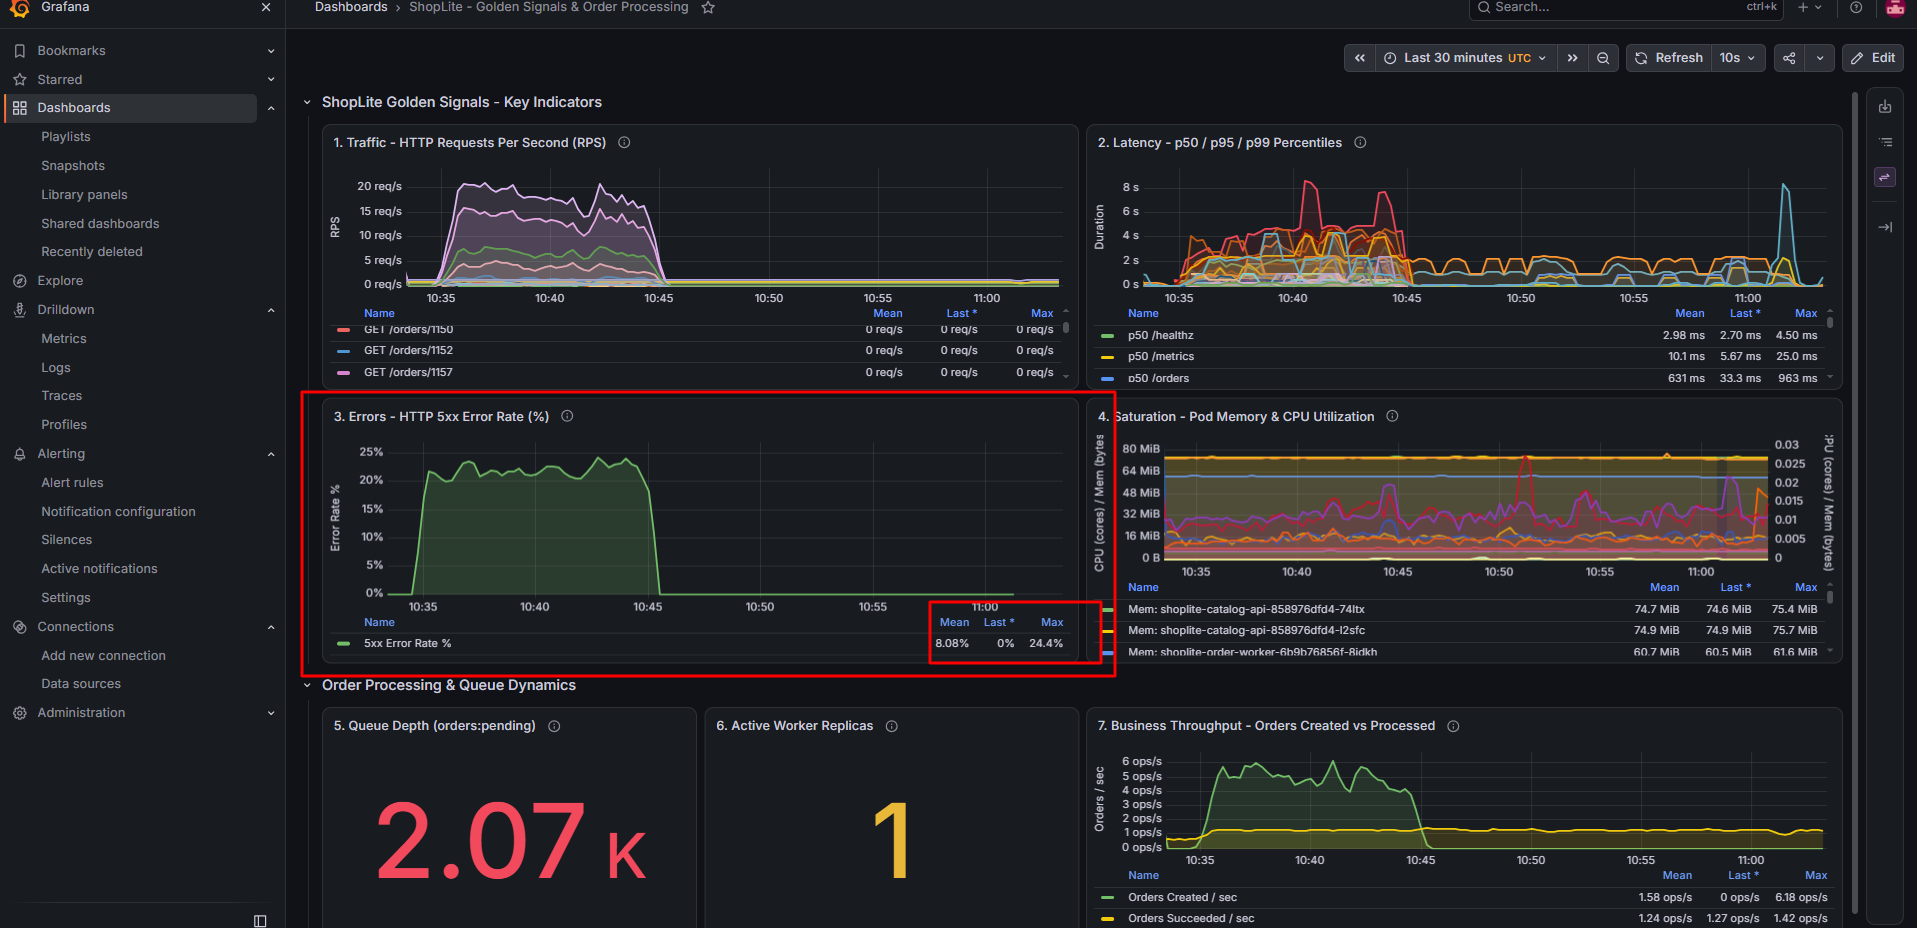 Grafana
Dashboards › ShopLite - Golden Signals & Order Processing
Search...
ctrl+k
Bookmarks
Starred
Dashboards
Playlists
Snapshots
Library panels
Shared dashboards
Recently deleted
Explore
Drilldown
Metrics
Logs
Traces
Profiles
Alerting
Alert rules
Notification configuration
Silences
Active notifications
Settings
Connections
Add new connection
Data sources
Administration
Last 30 minutes UTC
Refresh
10s
Edit
ShopLite Golden Signals - Key Indicators
1. Traffic - HTTP Requests Per Second (RPS)
RPS
20 req/s
15 req/s
10 req/s
5 req/s
0 req/s
10:35 10:40 10:45 10:50 10:55 11:00
Name Mean Last * Max
GET /orders/1150 0 req/s 0 req/s 0 req/s
GET /orders/1152 0 req/s 0 req/s 0 req/s
GET /orders/1157 0 req/s 0 req/s 0 req/s
2. Latency - p50 / p95 / p99 Percentiles
Duration
8 s
6 s
4 s
2 s
0 s
10:35 10:40 10:45 10:50 10:55 11:00
Name Mean Last * Max
p50 /healthz 2.98 ms 2.70 ms 4.50 ms
p50 /metrics 10.1 ms 5.67 ms 25.0 ms
p50 /orders 631 ms 33.3 ms 963 ms
3. Errors - HTTP 5xx Error Rate (%)
Error Rate %
25%
20%
15%
10%
5%
0%
10:35 10:40 10:45 10:50 10:55 11:00
Name Mean Last * Max
5xx Error Rate % 8.08% 0% 24.4%
4. Saturation - Pod Memory & CPU Utilization
CPU (cores) / Mem (bytes
80 MiB
64 MiB
48 MiB
32 MiB
16 MiB
0 B
0.03
0.025
0.02
0.015
0.01
0.005
0
CPU (cores) / Mem (bytes)
10:35 10:40 10:45 10:50 10:55 11:00
Name Mean Last * Max
Mem: shoplite-catalog-api-858976dfd4-74ltx 74.7 MiB 74.6 MiB 75.4 MiB
Mem: shoplite-catalog-api-858976dfd4-l2sfc 74.9 MiB 74.9 MiB 75.7 MiB
Mem: shoplite-order-worker-6b9b76856f-8jdkh 60.7 MiB 60.5 MiB 61.6 MiB
Order Processing & Queue Dynamics
5. Queue Depth (orders:pending)
2.07 K
6. Active Worker Replicas
1
7. Business Throughput - Orders Created vs Processed
Orders / sec
6 ops/s
5 ops/s
4 ops/s
3 ops/s
2 ops/s
1 ops/s
0 ops/s
10:35 10:40 10:45 10:50 10:55 11:00
Name Mean Last * Max
Orders Created / sec 1.58 ops/s 0 ops/s 6.18 ops/s
Orders Succeeded / sec 1.24 ops/s 1.27 ops/s 1.42 ops/s